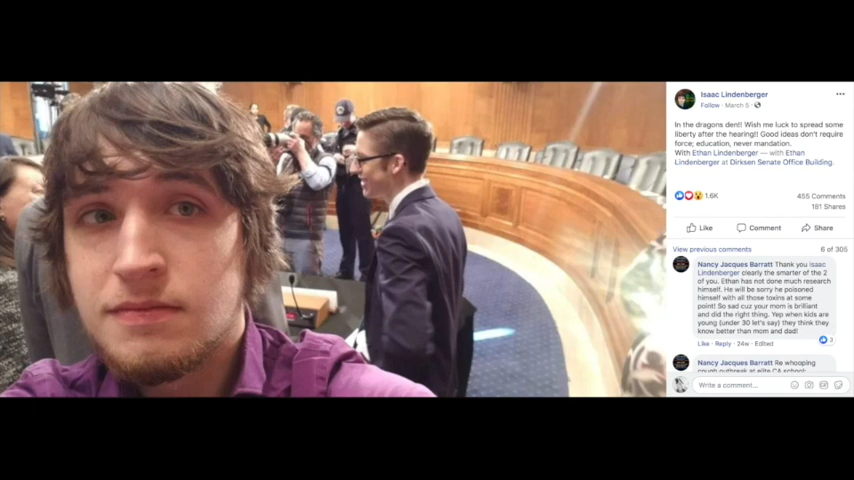 Isaac Lindenberger
Follow · March 5 ·
In the dragons den!! Wish me luck to spread some
liberty after the hearing!! Good ideas don't require
force; education, never mandation.
With Ethan Lindenberger — with Ethan
Lindenberger at Dirksen Senate Office Building.
1.6K
455 Comments
181 Shares
Like
Comment
Share
View previous comments
6 of 305
Nancy Jacques Barratt Thank you Isaac
Lindenberger clearly the smarter of the 2
of you. Ethan has not done much research
himself. He will be sorry he poisoned
himself with all those toxins at some
point! So sad cuz your mom is brilliant
and did the right thing. Yep when kids are
young (under 30 let's say) they think they
know better than mom and dad!
3
Like · Reply · 24w · Edited
Nancy Jacques Barratt Re whooping
cough outbreak at elite CA school:
Write a comment...